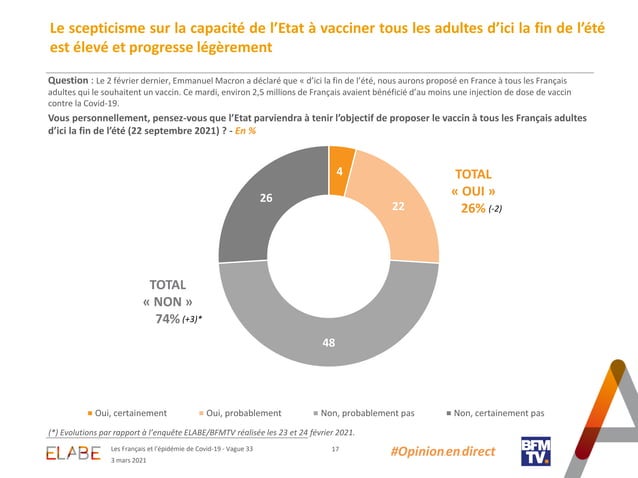 Le scepticisme sur la capacité de l’Etat à vacciner tous les adultes d’ici la fin de l’été
est élevé et progresse légèrement
Question : Le 2 février dernier, Emmanuel Macron a déclaré que « d’ici la fin de l’été, nous aurons proposé en France à tous les Français
adultes qui le souhaitent un vaccin. Ce mardi, environ 2,5 millions de Français avaient bénéficié d’au moins une injection de dose de vaccin
contre la Covid-19.
Vous personnellement, pensez-vous que l’Etat parviendra à tenir l’objectif de proposer le vaccin à tous les Français adultes
d’ici la fin de l’été (22 septembre 2021) ? - En %
4
22
26
48
TOTAL
« OUI »
26% (-2)
TOTAL
« NON »
74% (+3)*
Oui, certainement Oui, probablement Non, probablement pas Non, certainement pas
(*) Evolutions par rapport à l’enquête ELABE/BFMTV réalisée les 23 et 24 février 2021.
ELABE
Les Français et l’épidémie de Covid-19 - Vague 33
3 mars 2021
17
#Opinion en direct
BFM
TV.